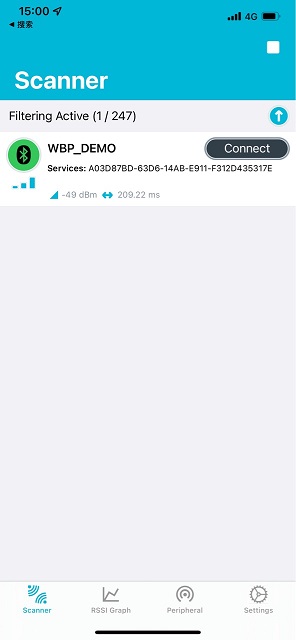 15:00
4G
◀ 搜索
Scanner
Filtering Active (1 / 247)
WBP_DEMO
Connect
Services: A03D87BD-63D6-14AB-E911-F312D435317E
-49 dBm
209.22 ms
Scanner
RSSI Graph
Peripheral
Settings